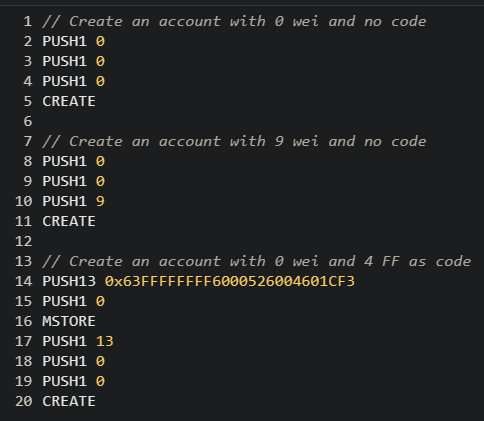 1 // Create an account with 0 wei and no code
2 PUSH1 0
3 PUSH1 0
4 PUSH1 0
5 CREATE
6
7 // Create an account with 9 wei and no code
8 PUSH1 0
9 PUSH1 0
10 PUSH1 9
11 CREATE
12
13 // Create an account with 0 wei and 4 FF as code
14 PUSH13 0x63FFFFFFFF6000526004601CF3
15 PUSH1 0
16 MSTORE
17 PUSH1 13
18 PUSH1 0
19 PUSH1 0
20 CREATE